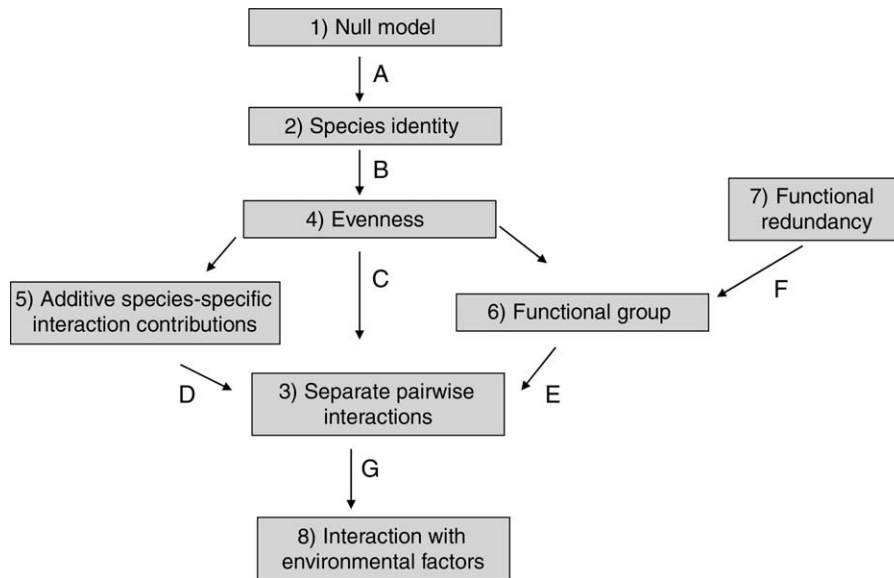 1) Null model
A
2) Species identity
B
4) Evenness
7) Functional
redundancy
5) Additive species-specific
interaction contributions
C
6) Functional group
F
D
3) Separate pairwise
interactions
E
G
8) Interaction with
environmental factors